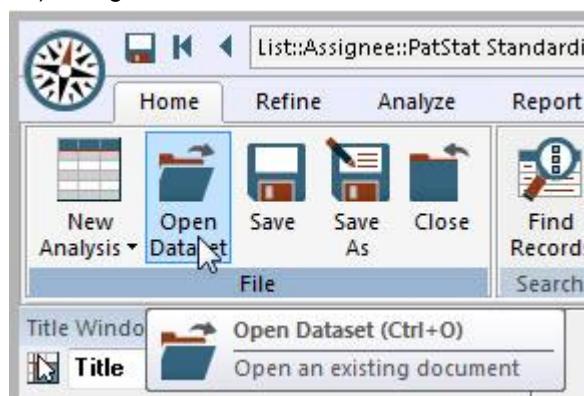 List::Assignee::PatStat Standardi
Home Refine Analyze Report
New Analysis
Open Dataset
Save
Save As
Close
Find Record
File
Search
Title Windo
Title
Open Dataset (Ctrl+O)
Open an existing document